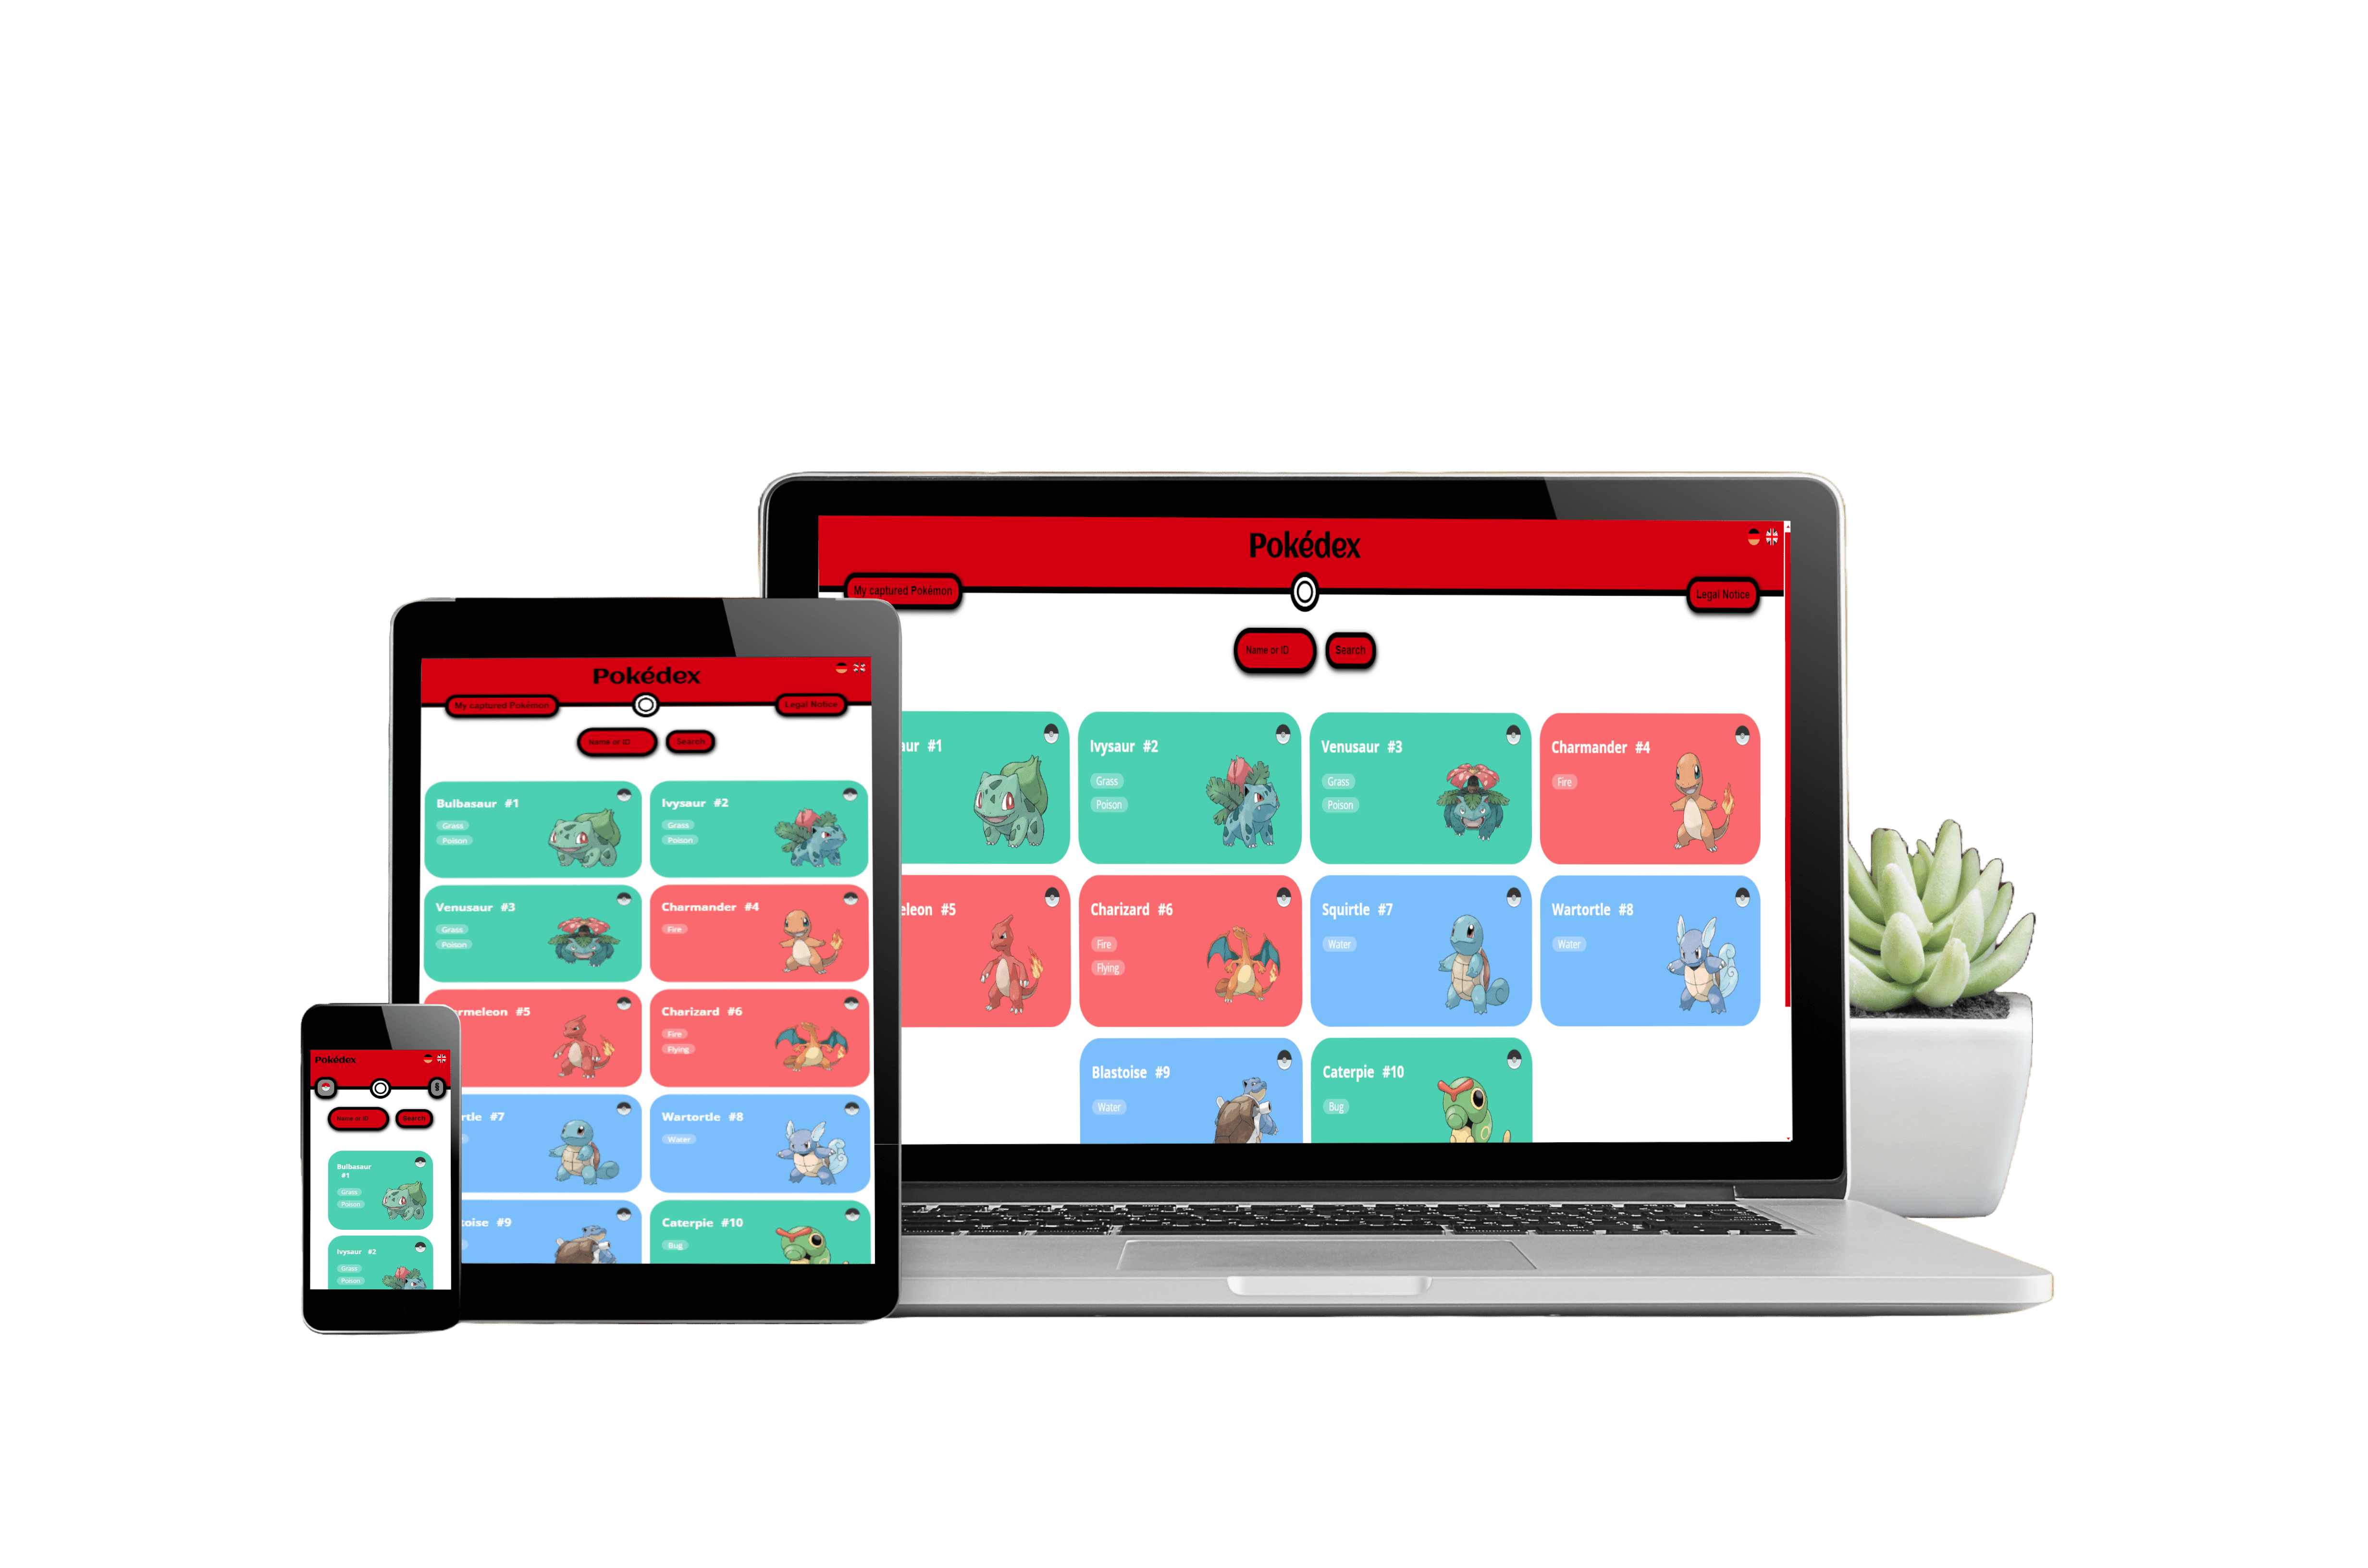 Pokédex
My captured Pokémon
Legal Notice
Name or ID
Search
aur #1
Ivysaur #2
Grass
Poison
Venusaur #3
Grass
Poison
Charmander #4
Fire
eleon #5
Charizard #6
Fire
Flying
Squirtle #7
Water
Wartortle #8
Water
Blastoise #9
Water
Caterpie #10
Bug
Pokédex
My captured Pokémon
Legal Notice
Name or ID
Search
Bulbasaur #1
Grass
Poison
Ivysaur #2
Grass
Poison
Venusaur #3
Grass
Poison
Charmander #4
Fire
rmeleon #5
Charizard #6
Fire
Flying
rtle #7
Wartortle #8
Water
toise #9
Caterpie #10
Bug
Pokédex
$
Name or ID
Search
Bulbasaur
#1
Grass
Poison
Ivysaur #2
Grass
Poison